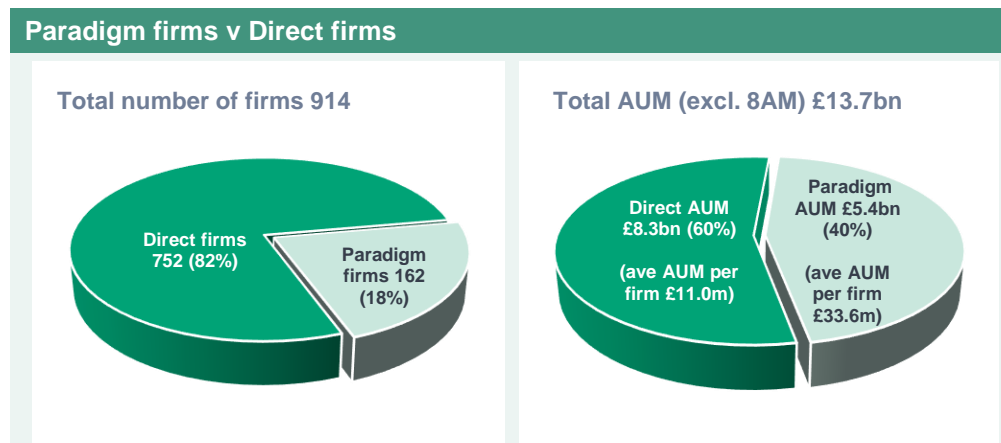 Paradigm firms v Direct firms
Total number of firms 914
Direct firms
752 (82%)
Paradigm
firms 162
(18%)
Total AUM (excl. 8AM) £13.7bn
Direct AUM
£8.3bn (60%)
(ave AUM per
firm £11.0m)
Paradigm
AUM £5.4bn
(40%)
(ave AUM
per firm
£33.6m)